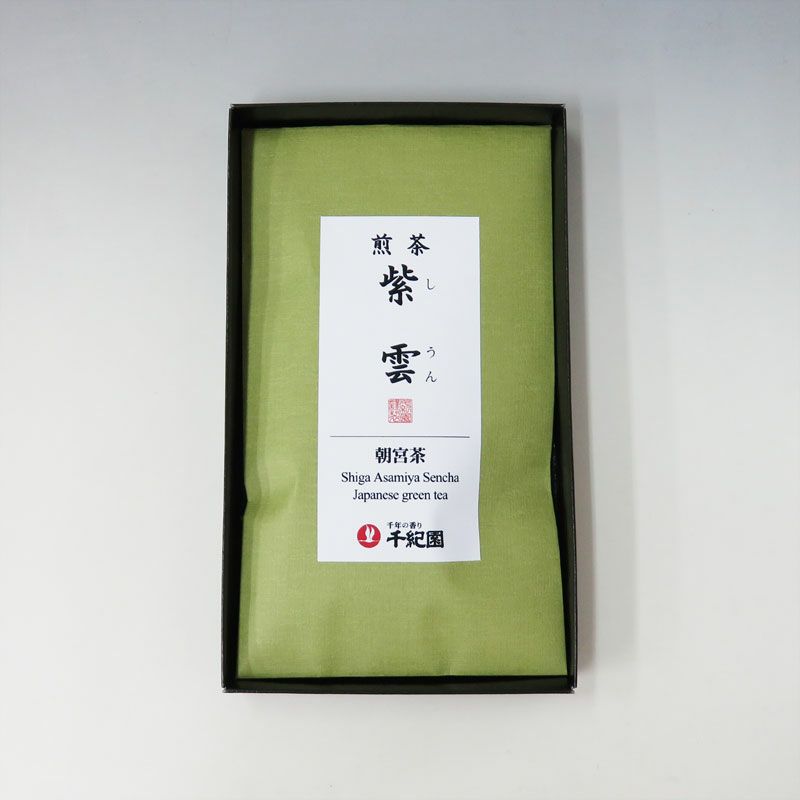 煎茶
紫雲
しうん
朝宮茶
Shiga Asamiya Sencha
Japanese green tea
千年の香り
千紀園